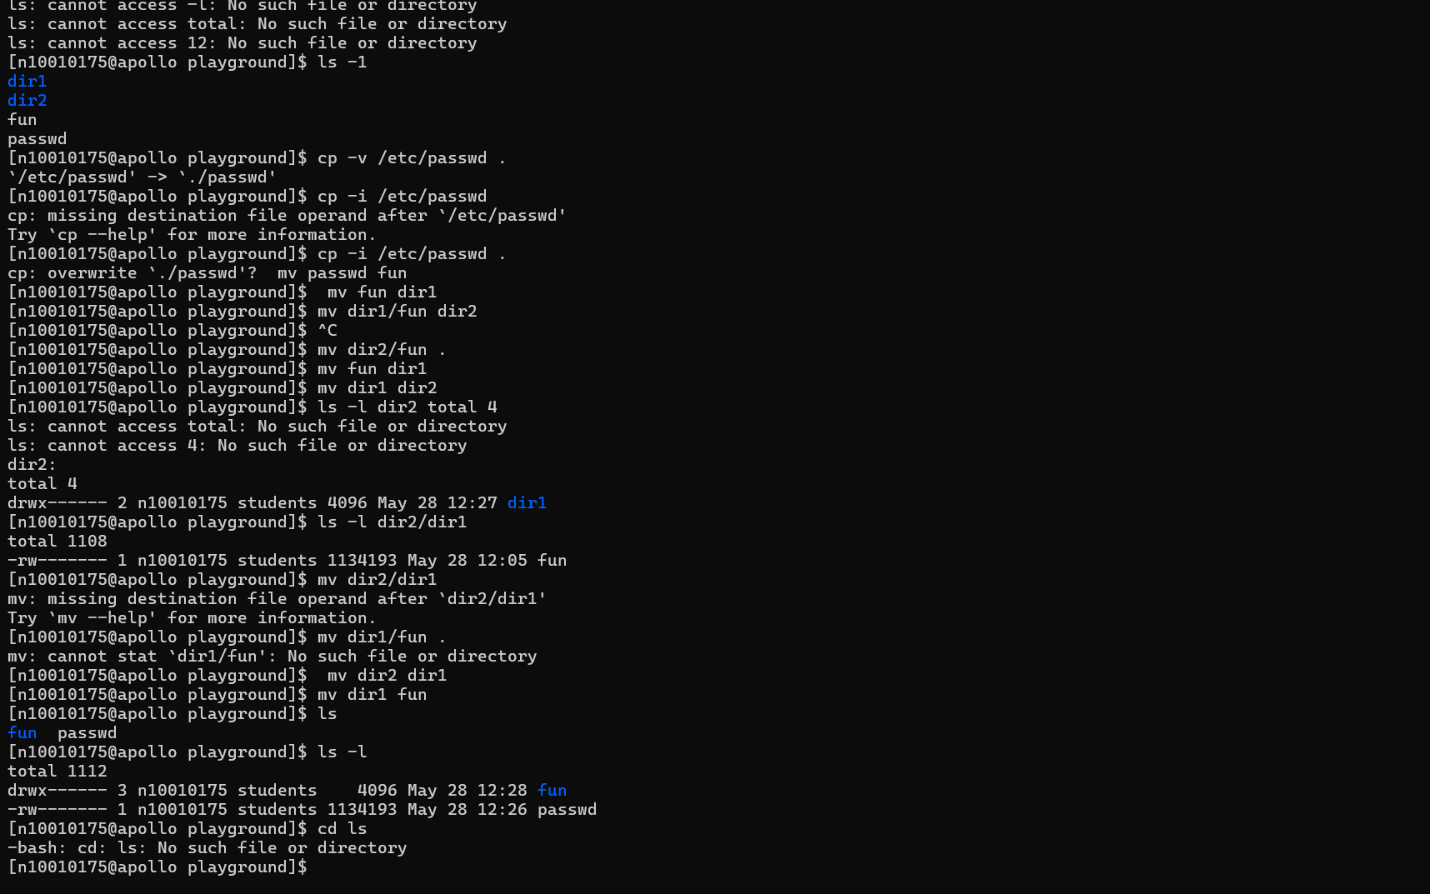 ls: cannot access -l: No such file or directory
ls: cannot access total: No such file or directory
ls: cannot access 12: No such file or directory
[n10010175@apollo playground]$ ls -1
dir1
dir2
fun
passwd
[n10010175@apollo playground]$ cp -v /etc/passwd .
`/etc/passwd' -> `./passwd'
[n10010175@apollo playground]$ cp -i /etc/passwd
cp: missing destination file operand after `/etc/passwd'
Try `cp --help' for more information.
[n10010175@apollo playground]$ cp -i /etc/passwd .
cp: overwrite `./passwd'?  mv passwd fun
[n10010175@apollo playground]$  mv fun dir1
[n10010175@apollo playground]$ mv dir1/fun dir2
[n10010175@apollo playground]$ ^C
[n10010175@apollo playground]$ mv dir2/fun .
[n10010175@apollo playground]$ mv fun dir1
[n10010175@apollo playground]$ mv dir1 dir2
[n10010175@apollo playground]$ ls -l dir2 total 4
ls: cannot access total: No such file or directory
ls: cannot access 4: No such file or directory
dir2:
total 4
drwx------ 2 n10010175 students 4096 May 28 12:27 dir1
[n10010175@apollo playground]$ ls -l dir2/dir1
total 1108
-rw------- 1 n10010175 students 1134193 May 28 12:05 fun
[n10010175@apollo playground]$ mv dir2/dir1
mv: missing destination file operand after `dir2/dir1'
Try `mv --help' for more information.
[n10010175@apollo playground]$ mv dir1/fun .
mv: cannot stat `dir1/fun': No such file or directory
[n10010175@apollo playground]$  mv dir2 dir1
[n10010175@apollo playground]$ mv dir1 fun
[n10010175@apollo playground]$ ls
fun  passwd
[n10010175@apollo playground]$ ls -l
total 1112
drwx------ 3 n10010175 students    4096 May 28 12:28 fun
-rw------- 1 n10010175 students 1134193 May 28 12:26 passwd
[n10010175@apollo playground]$ cd ls
-bash: cd: ls: No such file or directory
[n10010175@apollo playground]$